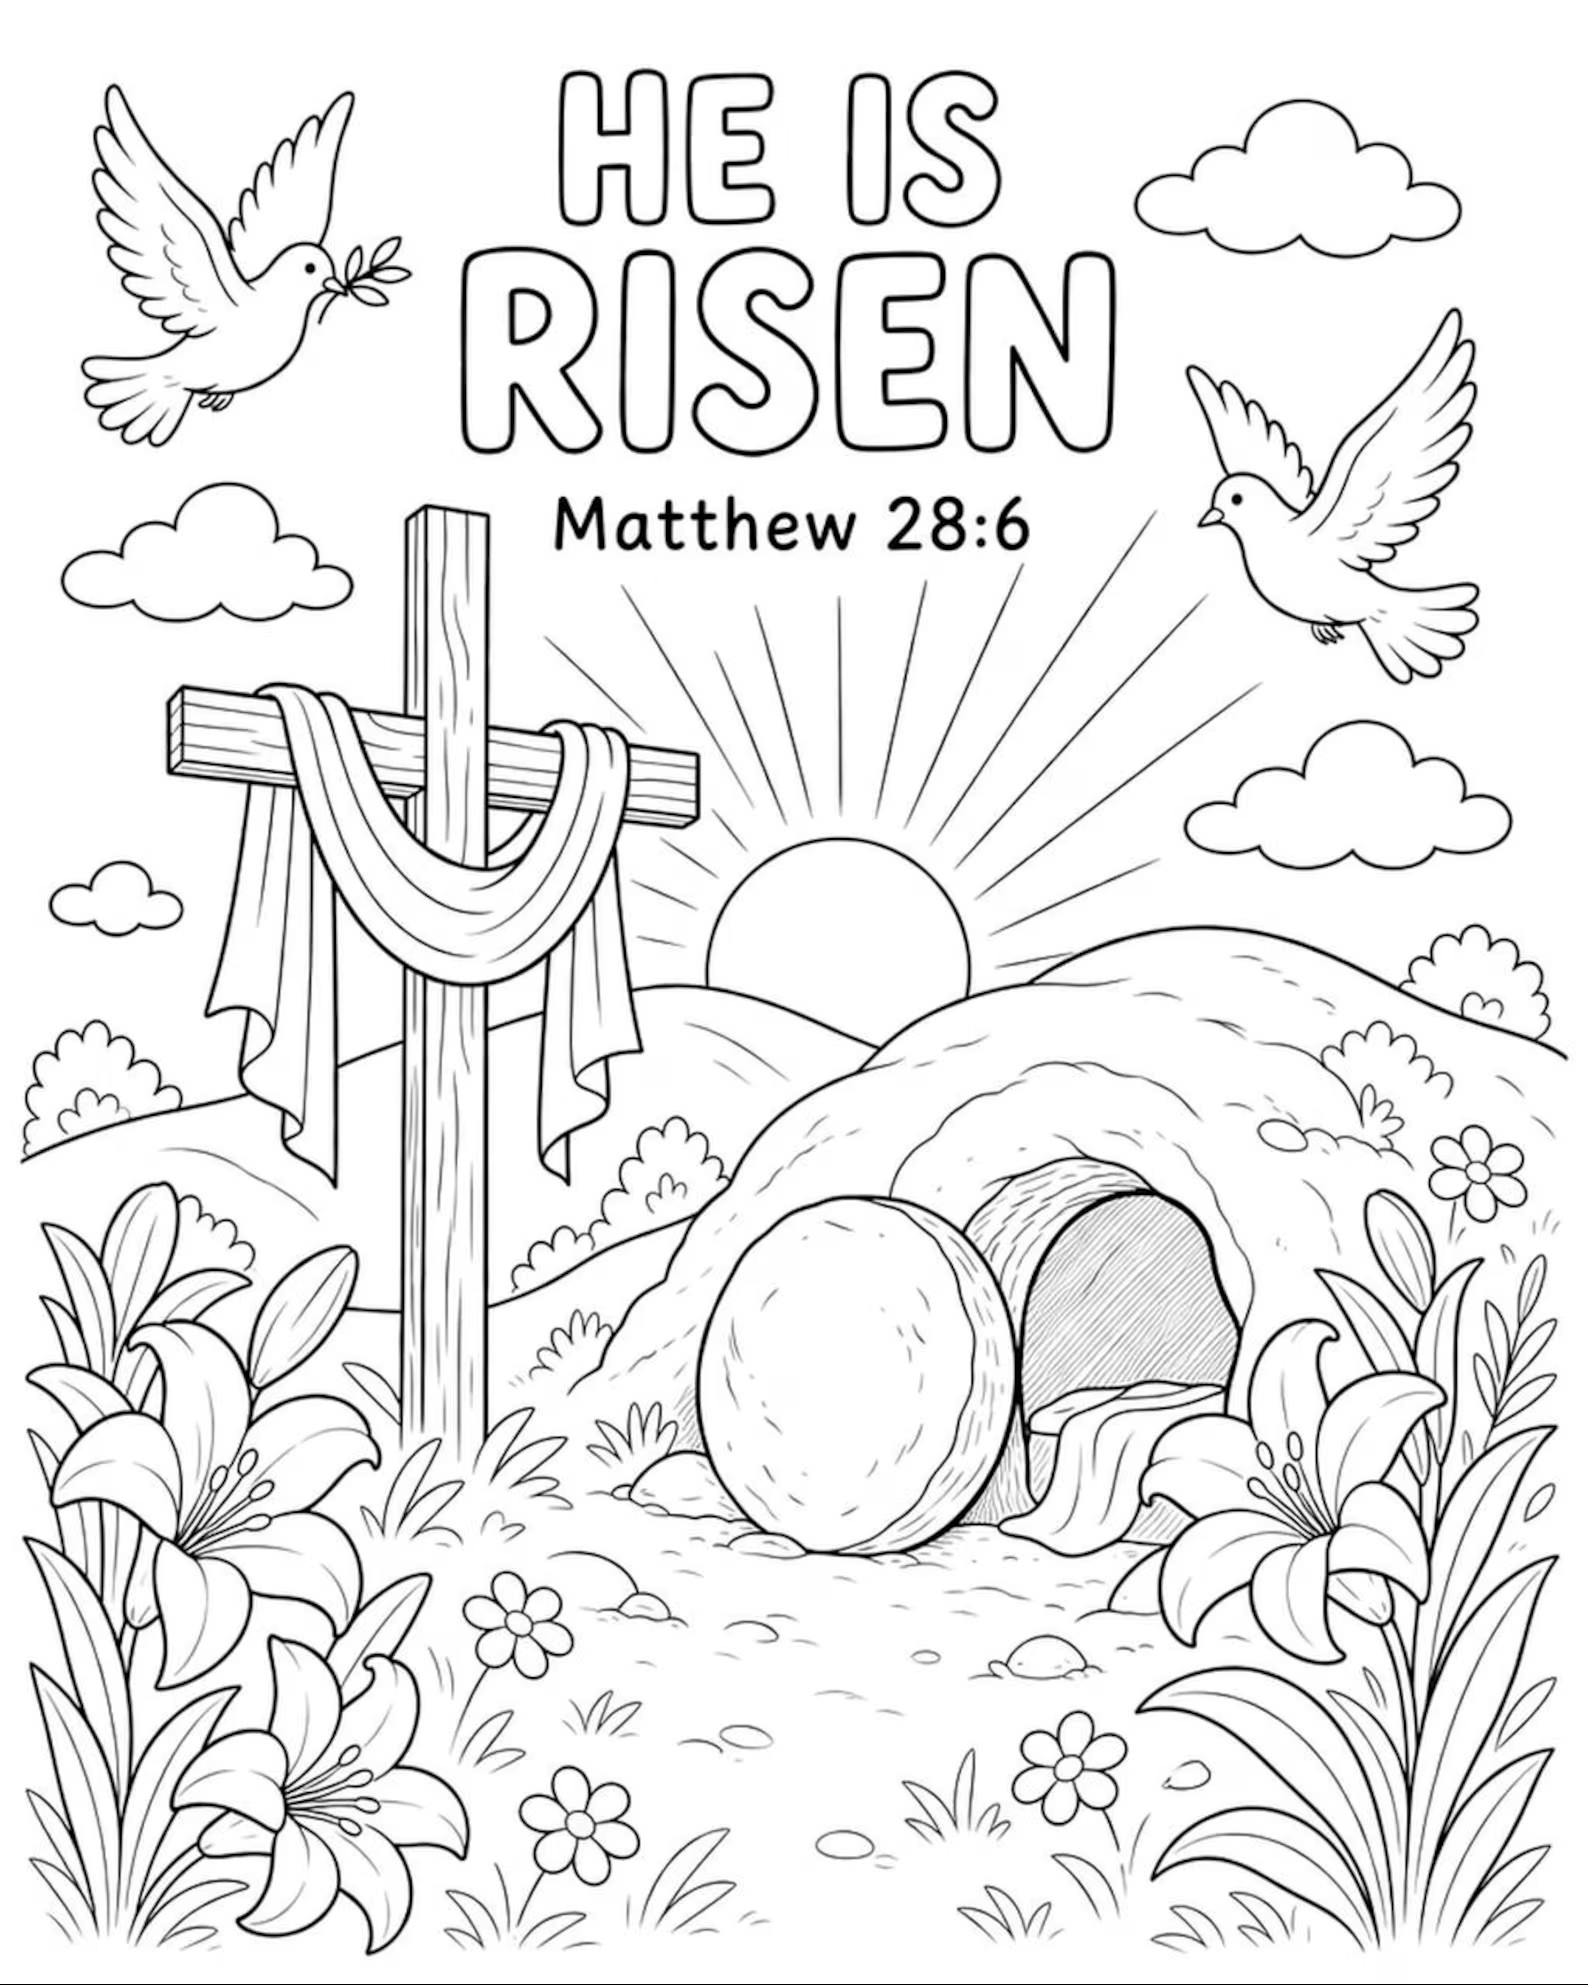 HE IS
RISEN
Matthew 28:6